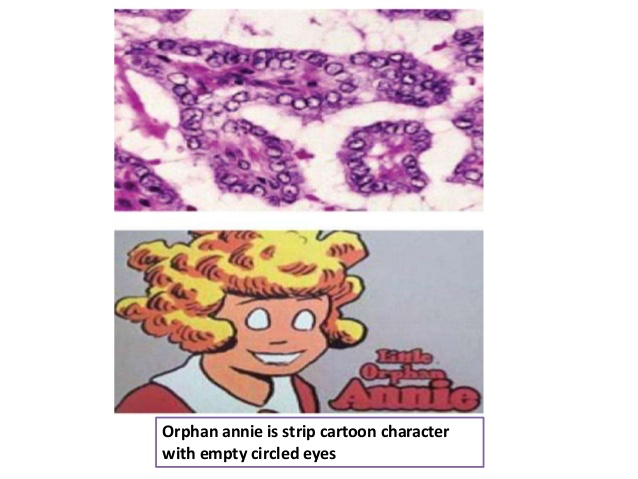 Little
Orphan
Annie
Orphan annie is strip cartoon character
with empty circled eyes